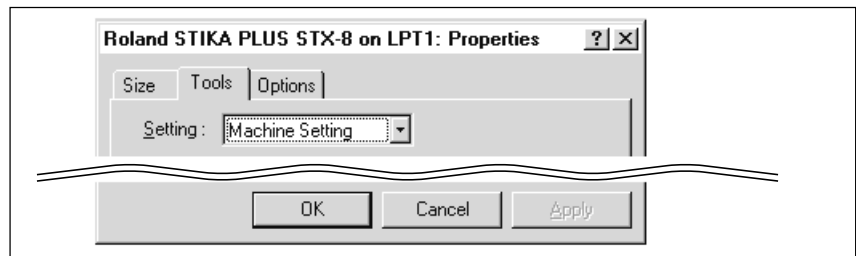 Roland STIKA PLUS STX-8 on LPT1: Properties ? ×
Size Tools Options
Setting : Machine Setting
OK Cancel Apply